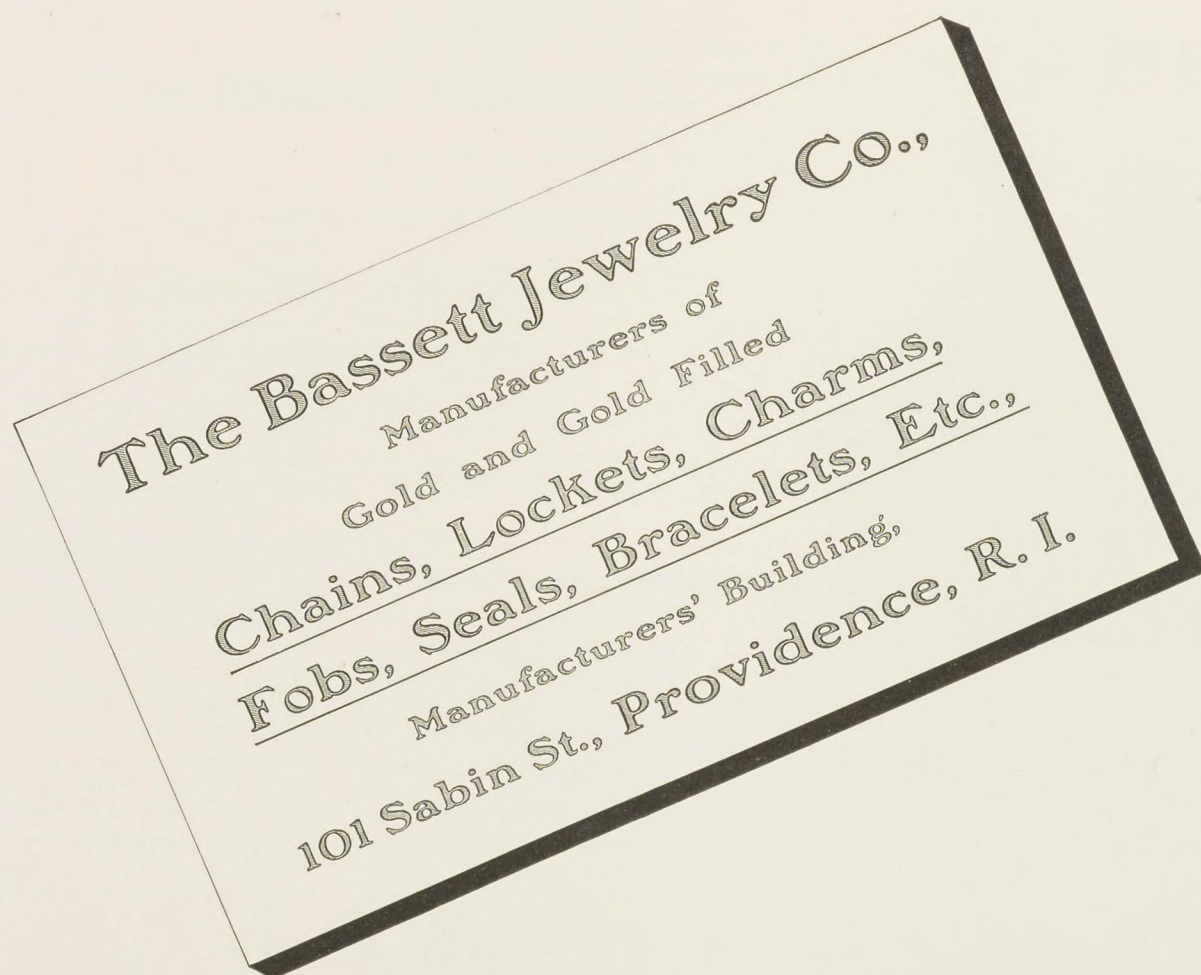 The Bassett Jewelry Co.,
Manufacturers of
Gold and Gold Filled
Chains, Lockets, Charms,
Fobs, Seals, Bracelets, Etc.,
Manufacturers' Building,
101 Sabin St., Providence, R. I.